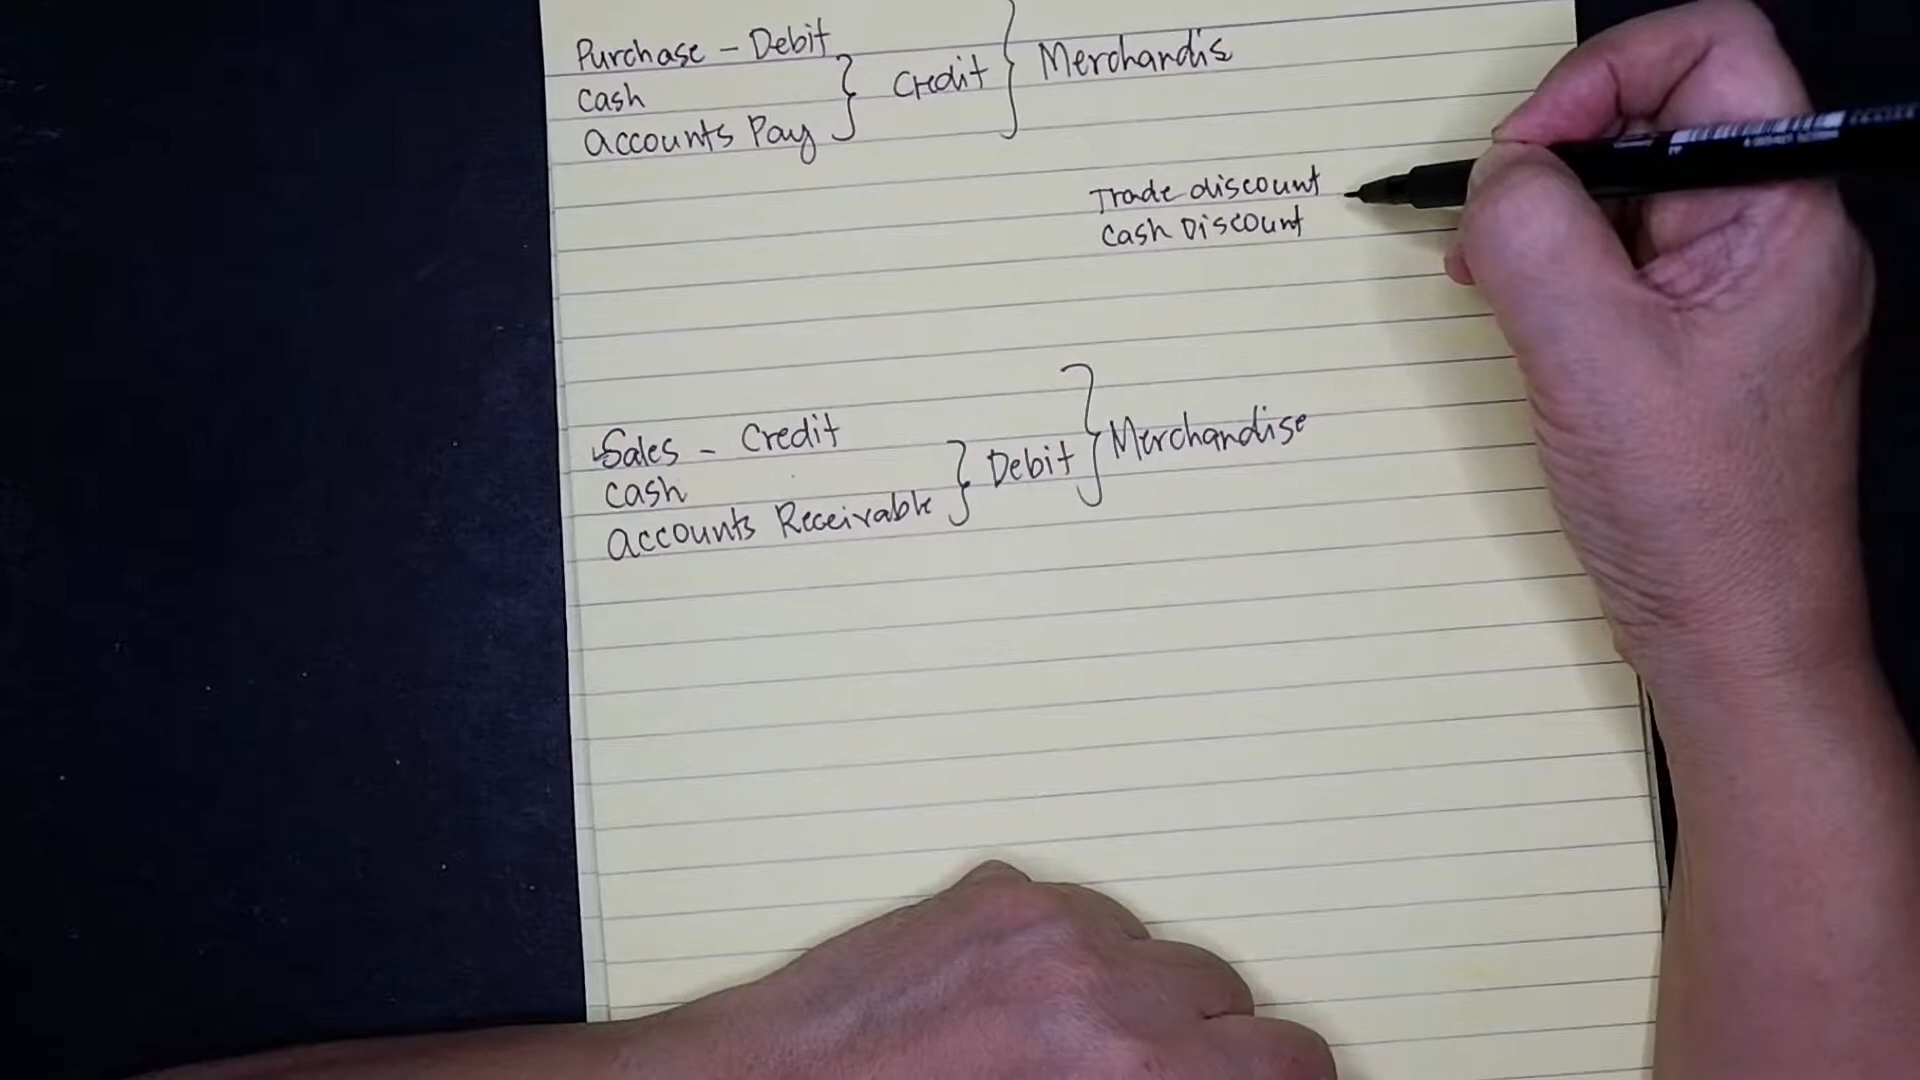 Purchase - Debit
Cash
Accounts Pay
Credit
Merchandis
Trade discount
Cash Discount
Sales - Credit
Cash
Accounts Receivable
Debit
Merchandise